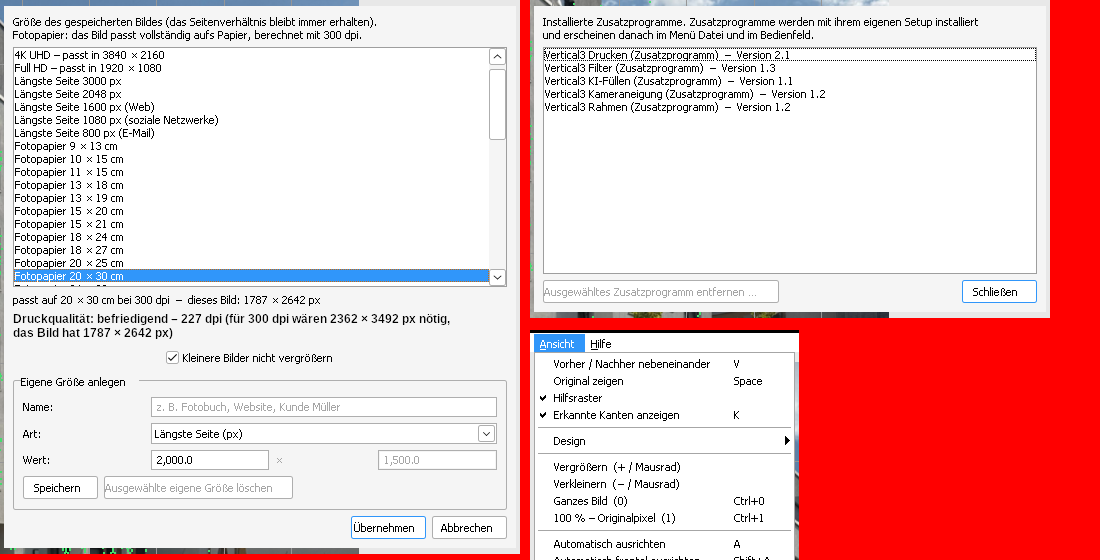 Größe des gespeicherten Bildes (das Seitenverhältnis bleibt immer erhalten).
Fotopapier: das Bild passt vollständig aufs Papier, berechnet mit 300 dpi.
4K UHD – passt in 3840 × 2160
Full HD – passt in 1920 × 1080
Längste Seite 3000 px
Längste Seite 2048 px
Längste Seite 1600 px (Web)
Längste Seite 1080 px (soziale Netzwerke)
Längste Seite 800 px (E-Mail)
Fotopapier 9 × 13 cm
Fotopapier 10 × 15 cm
Fotopapier 11 × 15 cm
Fotopapier 13 × 18 cm
Fotopapier 13 × 19 cm
Fotopapier 15 × 20 cm
Fotopapier 15 × 21 cm
Fotopapier 18 × 24 cm
Fotopapier 18 × 27 cm
Fotopapier 20 × 25 cm
Fotopapier 20 × 30 cm
passt auf 20 × 30 cm bei 300 dpi – dieses Bild: 1787 × 2642 px
Druckqualität: befriedigend – 227 dpi (für 300 dpi wären 2362 × 3492 px nötig,
das Bild hat 1787 × 2642 px)
Kleinere Bilder nicht vergrößern
Eigene Größe anlegen
Name:
z. B. Fotobuch, Website, Kunde Müller
Art:
Längste Seite (px)
Wert:
2,000.0 × 1,500.0
Speichern
Ausgewählte eigene Größe löschen
Übernehmen
Abbrechen
Installierte Zusatzprogramme. Zusatzprogramme werden mit ihrem eigenen Setup installiert
und erscheinen danach im Menü Datei und im Bedienfeld.
Vertical3 Drucken (Zusatzprogramm) – Version 2.1
Vertical3 Filter (Zusatzprogramm) – Version 1.3
Vertical3 KI-Füllen (Zusatzprogramm) – Version 1.1
Vertical3 Kameraneigung (Zusatzprogramm) – Version 1.2
Vertical3 Rahmen (Zusatzprogramm) – Version 1.2
Ausgewähltes Zusatzprogramm entfernen ...
Schließen
Ansicht Hilfe
Vorher / Nachher nebeneinander V
Original zeigen Space
Hilfsraster
Erkannte Kanten anzeigen K
Design
Vergrößern (+ / Mausrad)
Verkleinern (− / Mausrad)
Ganzes Bild (0) Ctrl+0
100 % – Originalpixel (1) Ctrl+1
Automatisch ausrichten A